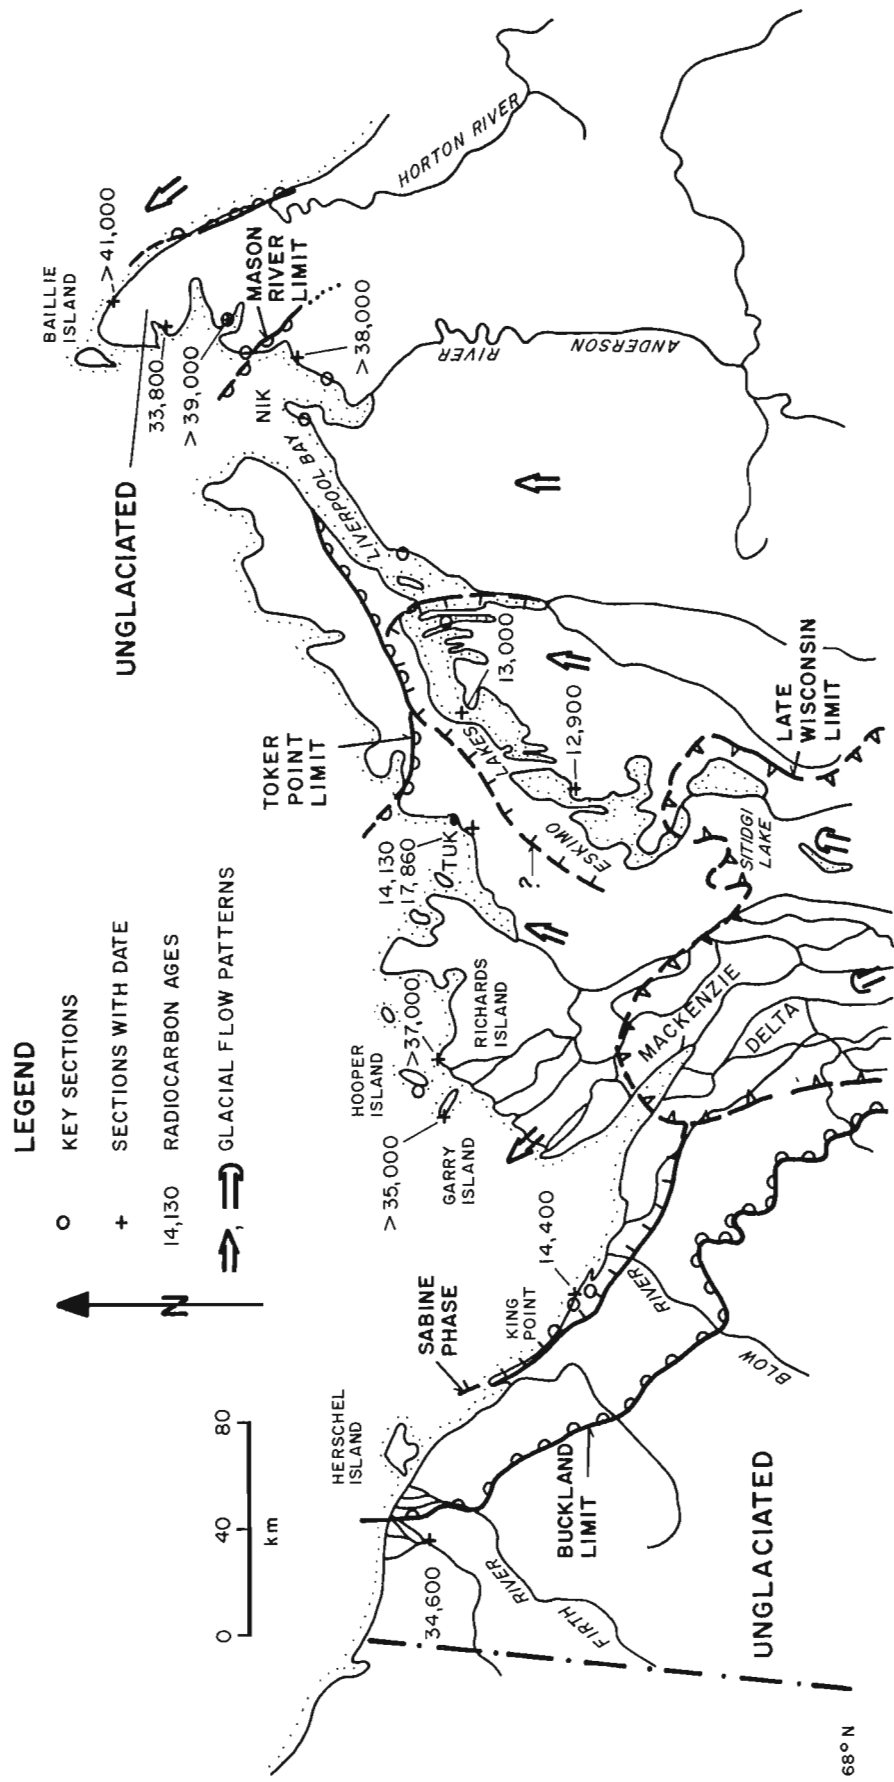 LEGEND
KEY SECTIONS
SECTIONS WITH DATE
14,130 RADIOCARBON AGES
, GLACIAL FLOW PATTERNS
N
0 40 80
km
HERSCHEL
ISLAND
34,600
RIVER
FIRTH
BUCKLAND
LIMIT
UNGLACIATED
68° N
SABINE
PHASE
KING
POINT
14,400
RIVER
BLOW
> 35,000
GARRY
ISLAND
HOOPER
ISLAND
> 37,000
RICHARDS
ISLAND
MACKENZIE
DELTA
14,130
17,860
TUK
TOKER
POINT
LIMIT
?
ESKIMO
LAKES
12,900
13,000
SITIDGI
LAKE
LATE
WISCONSIN
LIMIT
LIVERPOOL BAY
UNGLACIATED
33,800
> 39,000
NIK
BAILLIE
ISLAND
> 41,000
MASON
RIVER
LIMIT
> 38,000
RIVER
ANDERSON
HORTON RIVER